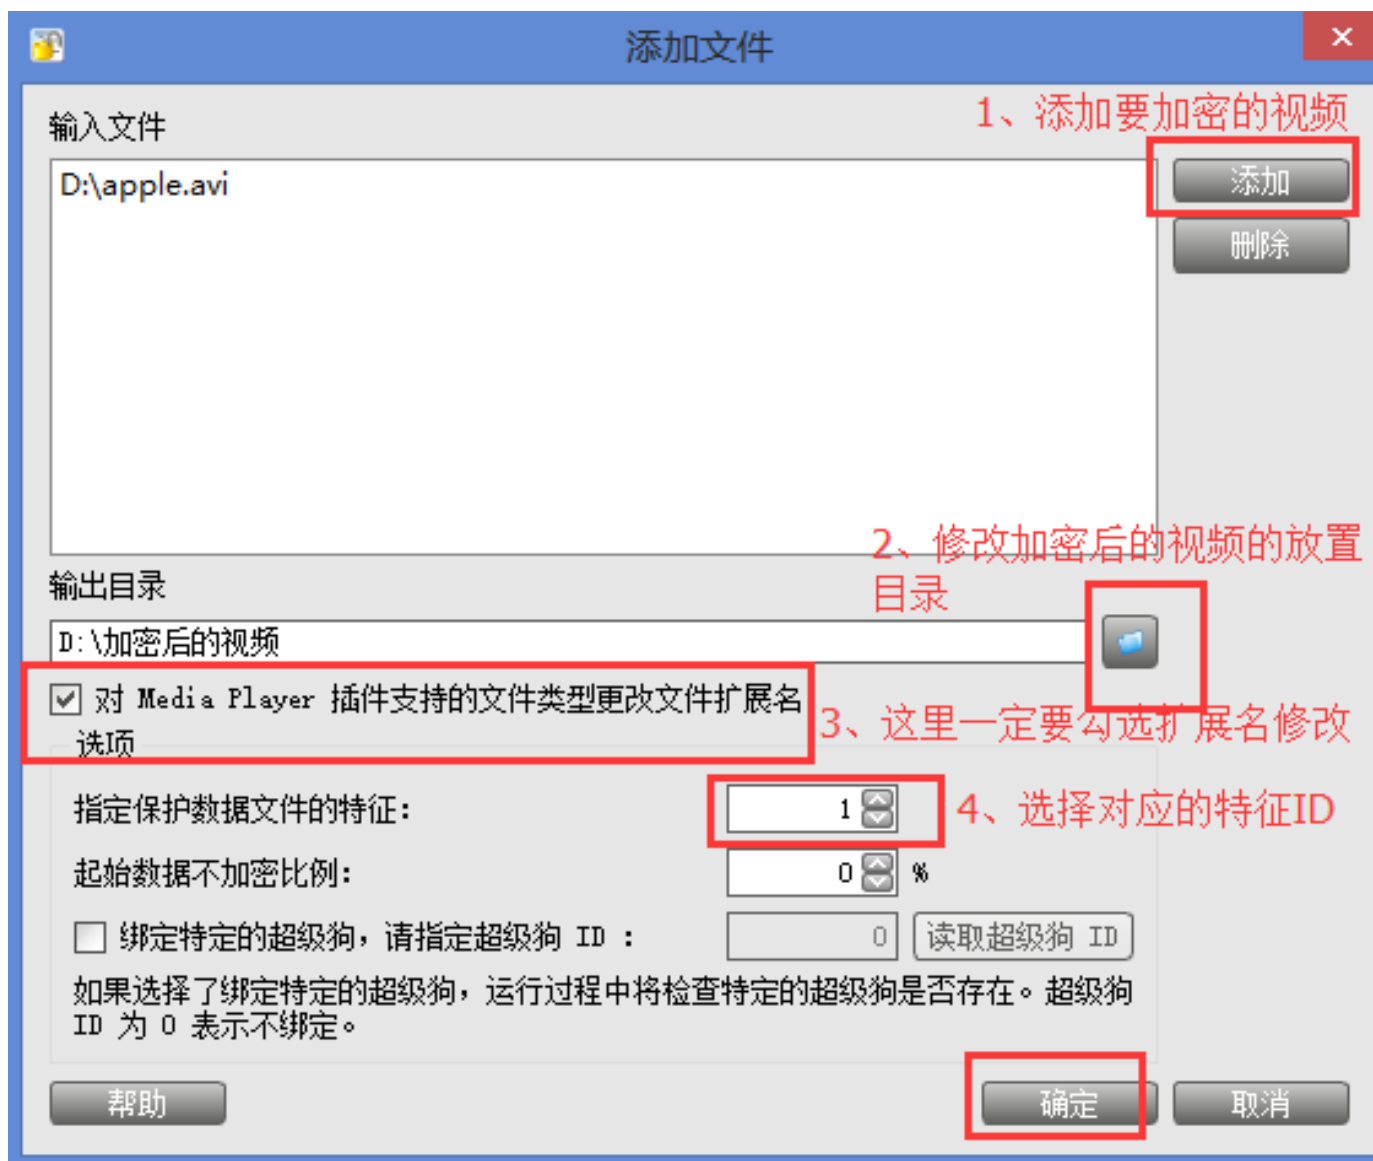 添加文件
1、添加要加密的视频
输入文件
D:\apple.avi
添加
删除
2、修改加密后的视频的放置
目录
输出目录
D:\加密后的视频
对 Media Player 插件支持的文件类型更改文件扩展名
3、这里一定要勾选扩展名修改
选项
指定保护数据文件的特征：
1
4、选择对应的特征ID
起始数据不加密比例：
0 %
绑定特定的超级狗，请指定超级狗 ID ：
0
读取超级狗 ID
如果选择了绑定特定的超级狗，运行过程中将检查特定的超级狗是否存在。超级狗
ID 为 0 表示不绑定。
帮助
确定
取消